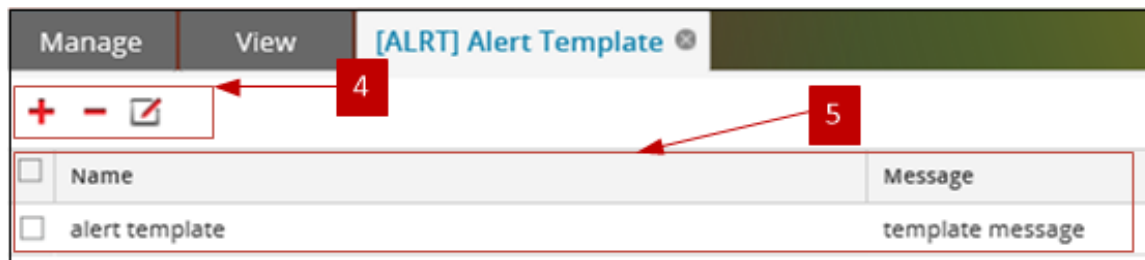 Manage View [ALRT] Alert Template
4
5
Name Message
alert template template message